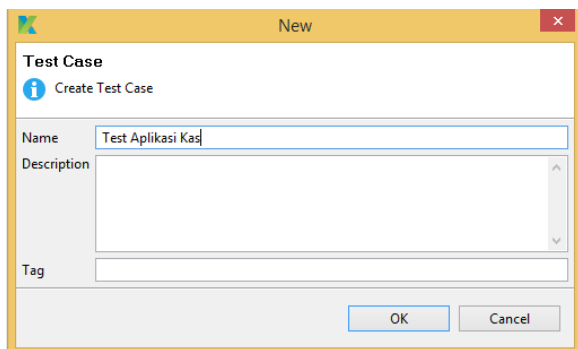 New
Test Case
Create Test Case
Name Test Aplikasi Kas
Description
Tag
OK Cancel